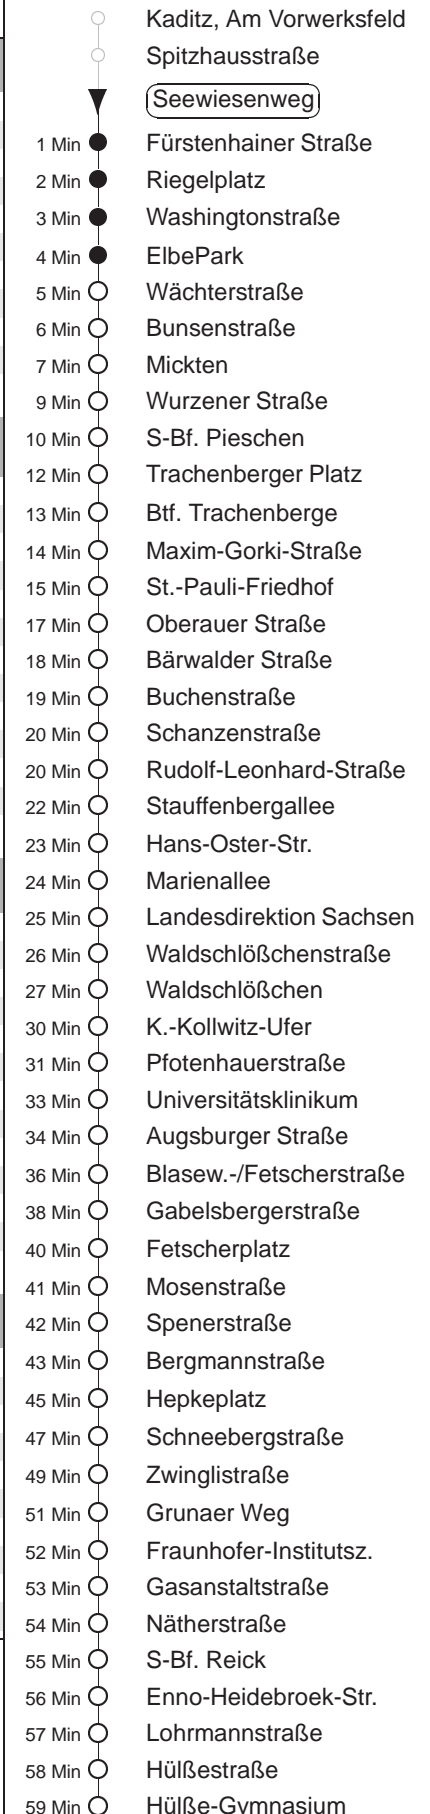 Kaditz, Am Vorwerksfeld
Spitzhausstraße
Seewiesenweg
1 Min Fürstenhainer Straße
2 Min Riegelplatz
3 Min Washingtonstraße
4 Min ElbePark
5 Min Wächterstraße
6 Min Bunsenstraße
7 Min Mickten
9 Min Wurzener Straße
10 Min S-Bf. Pieschen
12 Min Trachenberger Platz
13 Min Btf. Trachenberge
14 Min Maxim-Gorki-Straße
15 Min St.-Pauli-Friedhof
17 Min Oberauer Straße
18 Min Bärwalder Straße
19 Min Buchenstraße
20 Min Schanzenstraße
20 Min Rudolf-Leonhard-Straße
22 Min Stauffenbergallee
23 Min Hans-Oster-Str.
24 Min Marienallee
25 Min Landesdirektion Sachsen
26 Min Waldschlößchenstraße
27 Min Waldschlößchen
30 Min K.-Kollwitz-Ufer
31 Min Pfotenhauerstraße
33 Min Universitätsklinikum
34 Min Augsburger Straße
36 Min Blasew.-/Fetscherstraße
38 Min Gabelsbergerstraße
40 Min Fetscherplatz
41 Min Mosenstraße
42 Min Spenerstraße
43 Min Bergmannstraße
45 Min Hepkeplatz
47 Min Schneebergstraße
49 Min Zwinglistraße
51 Min Grunaer Weg
52 Min Fraunhofer-Institutsz.
53 Min Gasanstaltstraße
54 Min Nätherstraße
55 Min S-Bf. Reick
56 Min Enno-Heidebroek-Str.
57 Min Lohrmannstraße
58 Min Hülßestraße
59 Min Hülße-Gymnasium